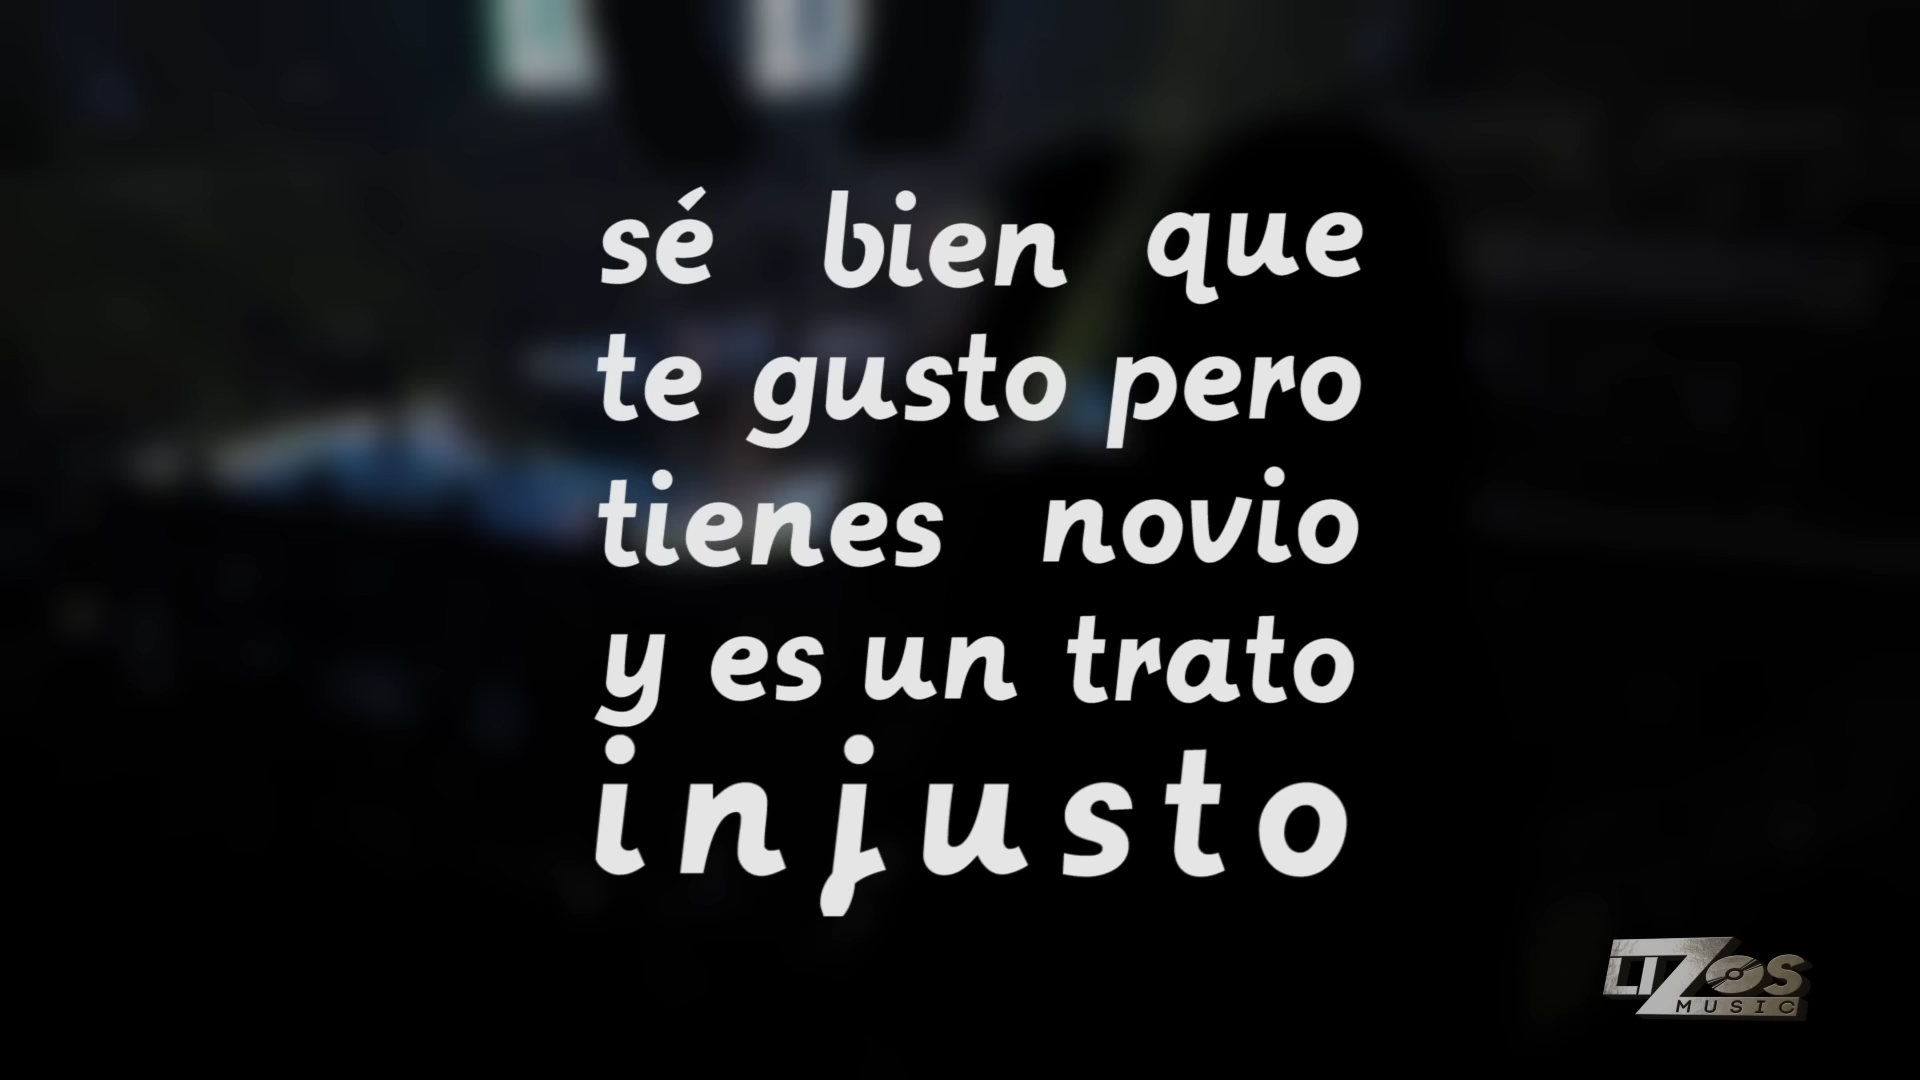 sé bien que
te gusto pero
tienes novio
y es un trato
injusto
LIZOS
MUSIC